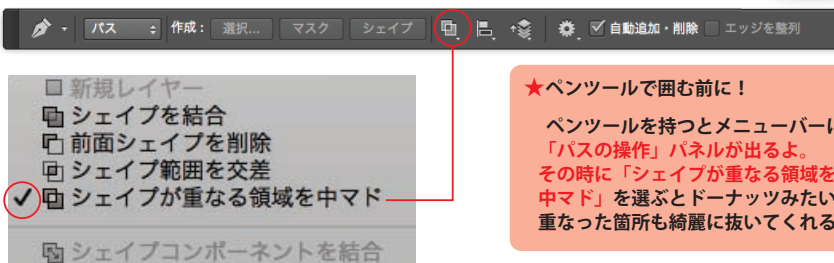 パス 作成： 選択... マスク シェイプ 自動追加・削除 エッジを整列
新規レイヤー
シェイプを結合
前面シェイプを削除
シェイプ範囲を交差
シェイプが重なる領域を中マド
シェイプコンポーネントを結合
★ペンツールで囲む前に！
ペンツールを持つとメニューバーに
「パスの操作」パネルが出るよ。
その時に「シェイプが重なる領域を
中マド」を選ぶとドーナッツみたい
重なった箇所も綺麗に抜いてくれる